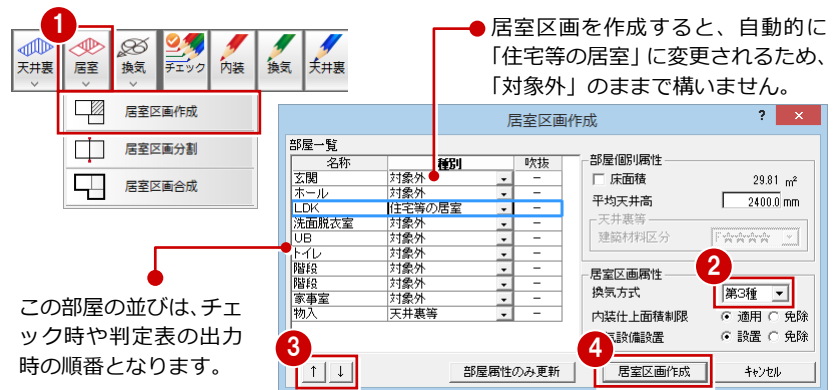 1
居室区画を作成すると、自動的に
「住宅等の居室」に変更されるため、
「対象外」のままで構いません。
天井裏 居室 換気 チェック 内装 換気 天井裏
居室区画作成
居室区画分割
居室区画合成
居室区画作成 ? ×
部屋一覧
名称 種別 吹抜
玄関 対象外 −
ホール 対象外 −
LDK 住宅等の居室 −
洗面脱衣室 対象外 −
UB 対象外 −
トイレ 対象外 −
階段 対象外 −
階段 対象外 −
家事室 対象外 −
物入 天井裏等 −
部屋個別属性
床面積 29.81 m²
平均天井高 2400.0 mm
天井裏等
建築材料区分 F☆☆☆☆
居室区画属性
2
換気方式 第3種
内装仕上面積制限 適用 免除
気設備設置 設置 免除
3
↑ ↓
部屋属性のみ更新
4
居室区画作成
キャンセル
この部屋の並びは、チェ
ック時や判定表の出力
時の順番となります。